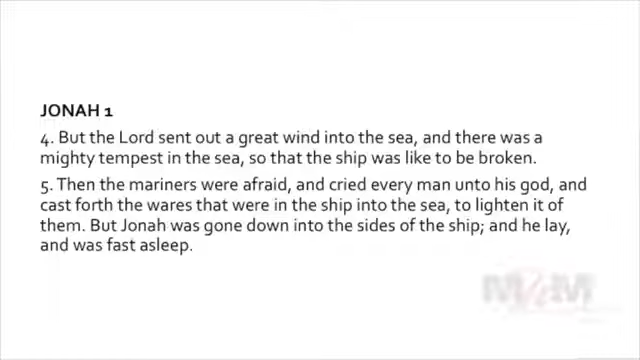 JONAH 1
4. But the Lord sent out a great wind into the sea, and there was a
mighty tempest in the sea, so that the ship was like to be broken.
5. Then the mariners were afraid, and cried every man unto his god, and
cast forth the wares that were in the ship into the sea, to lighten it of
them. But Jonah was gone down into the sides of the ship; and he lay,
and was fast asleep.